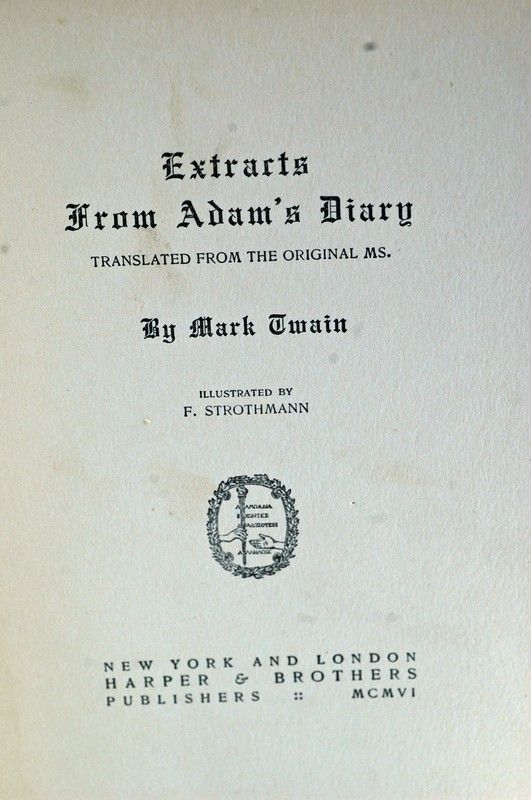 Extracts
From Adam's Diary
TRANSLATED FROM THE ORIGINAL MS.
By Mark Twain
ILLUSTRATED BY
F. STROTHMANN
NEW YORK AND LONDON
HARPER & BROTHERS
PUBLISHERS :: MCMVI